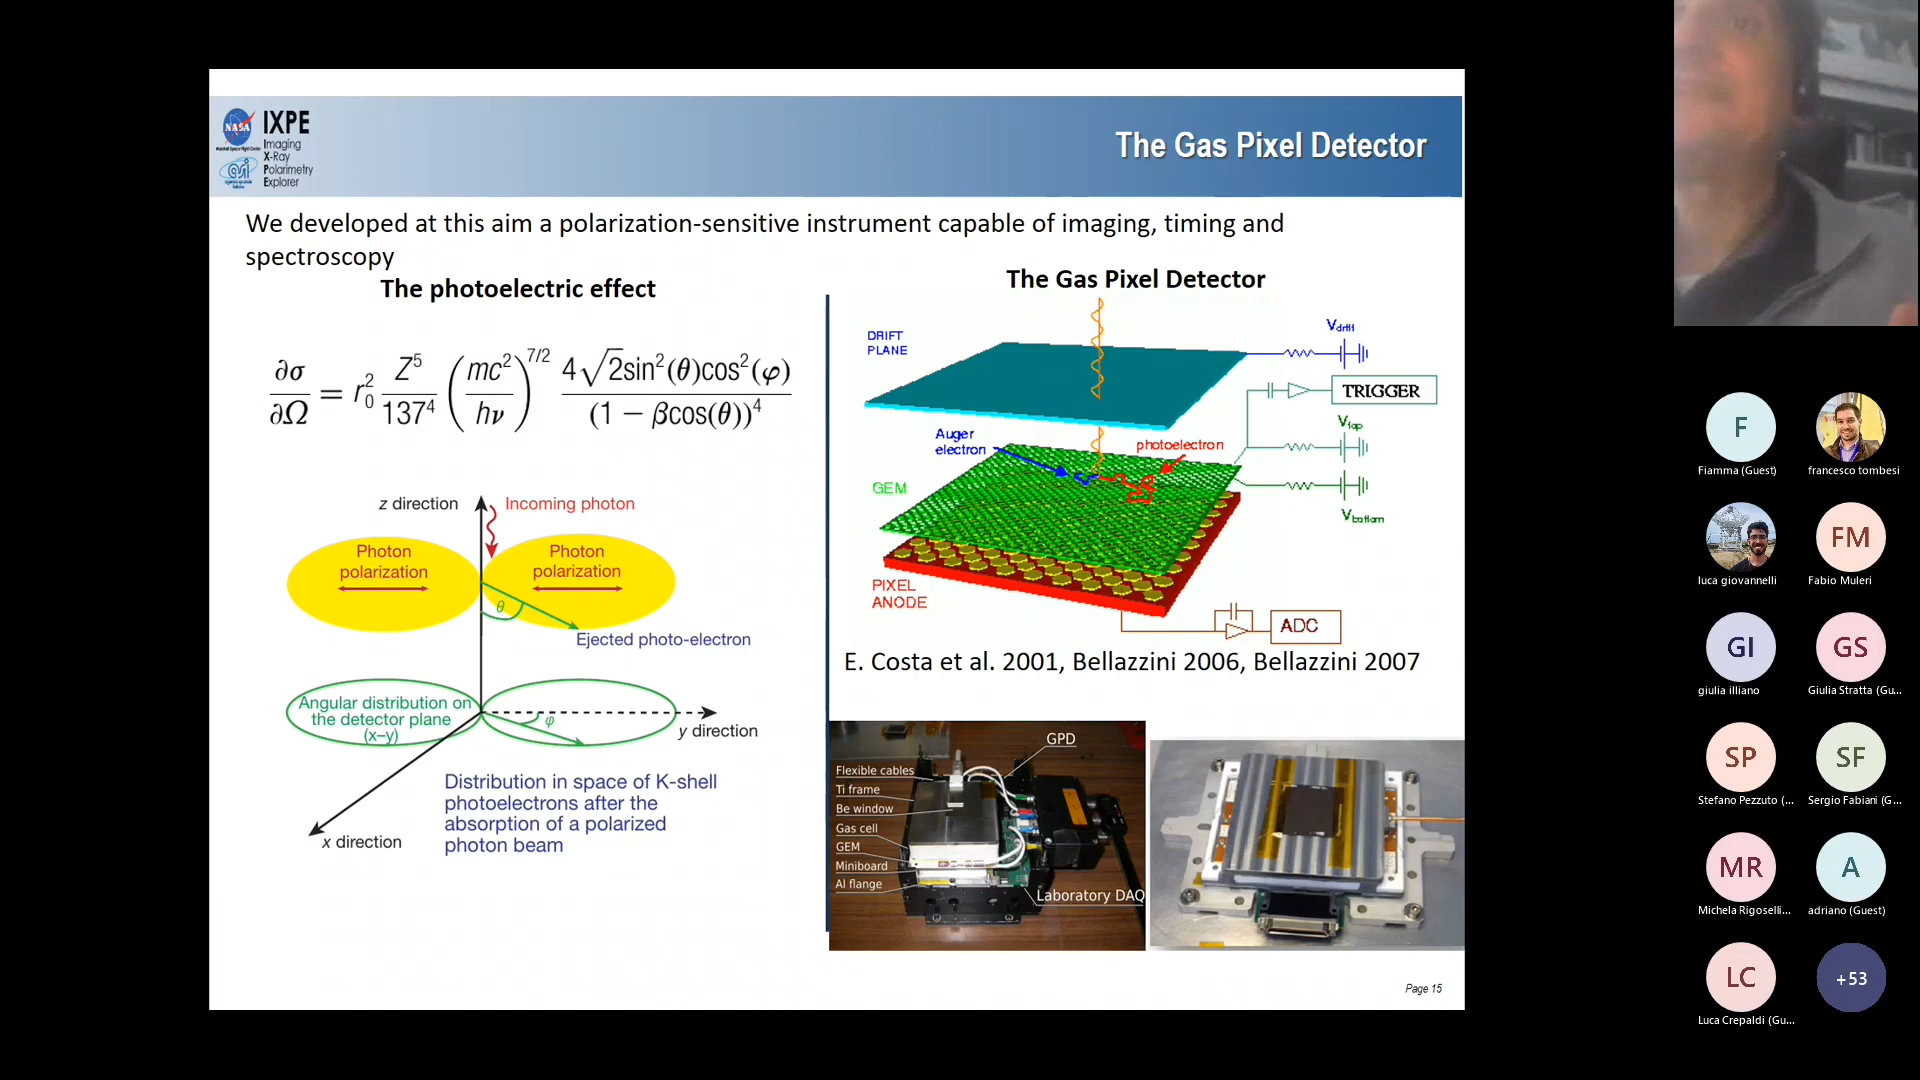 NASA
IXPE
Imaging
X-Ray
Polarimetry
Explorer
asi
The Gas Pixel Detector
We developed at this aim a polarization-sensitive instrument capable of imaging, timing and
spectroscopy
The photoelectric effect
∂σ/∂Ω = r₀² Z⁵/137⁴ (mc²/hν)^7/2 4√2sin²(θ)cos²(φ)/(1 − βcos(θ))⁴
z direction
Incoming photon
Photon
polarization
Photon
polarization
θ
Ejected photo-electron
Angular distribution on
the detector plane
(x–y)
φ
y direction
x direction
Distribution in space of K-shell
photoelectrons after the
absorption of a polarized
photon beam
The Gas Pixel Detector
DRIFT
PLANE
Vdrift
TRIGGER
Auger
electron
photoelectron
Vtop
GEM
Vbottom
PIXEL
ANODE
ADC
E. Costa et al. 2001, Bellazzini 2006, Bellazzini 2007
GPD
Flexible cables
Ti frame
Be window
Gas cell
GEM
Miniboard
Al flange
Laboratory DAQ
Page 15
F
Fiamma (Guest)
francesco tombesi
luca giovannelli
FM
Fabio Muleri
GI
giulia illiano
GS
Giulia Stratta (Gu...
SP
Stefano Pezzuto (...
SF
Sergio Fabiani (G...
MR
Michela Rigoselli...
A
adriano (Guest)
LC
Luca Crepaldi (Gu...
+53